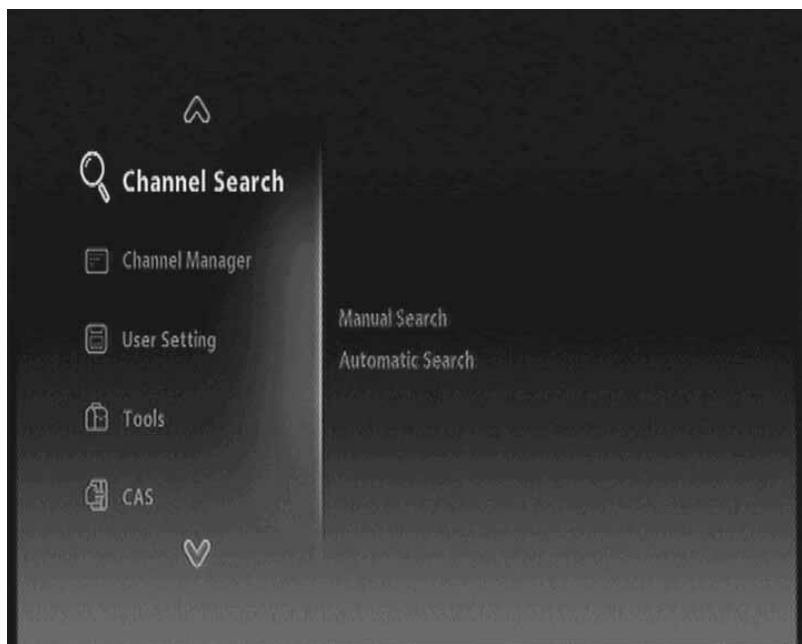 Channel Search
Channel Manager
User Setting
Tools
CAS
Manual Search
Automatic Search